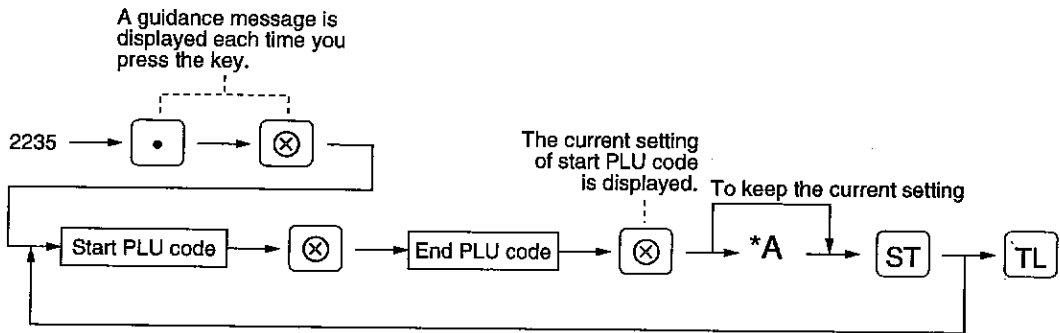 A guidance message is
displayed each time you
press the key.
2235 • ⊗
The current setting
of start PLU code
is displayed.
To keep the current setting
Start PLU code ⊗ End PLU code ⊗ *A ST TL